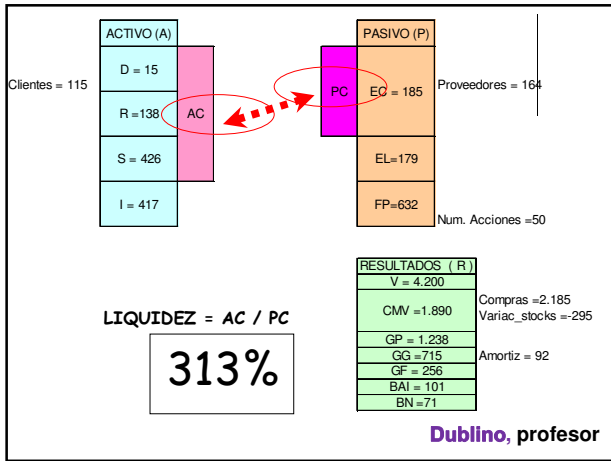 ACTIVO (A)
PASIVO (P)
Clientes = 115
D = 15
R =138
AC
S = 426
I = 417
PC
EC = 185
Proveedores = 164
EL=179
FP=632
Num. Acciones =50
LIQUIDEZ = AC / PC
313%
RESULTADOS ( R )
V = 4.200
CMV =1.890
Compras =2.185
Variac_stocks =-295
GP = 1.238
GG =715
Amortiz = 92
GF = 256
BAI = 101
BN =71
Dublino, profesor